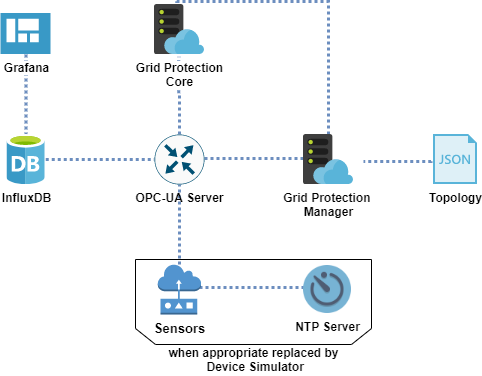 Grafana
Grid Protection
Core
DB
JSON
InfluxDB
OPC-UA Server
Grid Protection
Manager
Topology
Sensors
NTP Server
when appropriate replaced by
Device Simulator